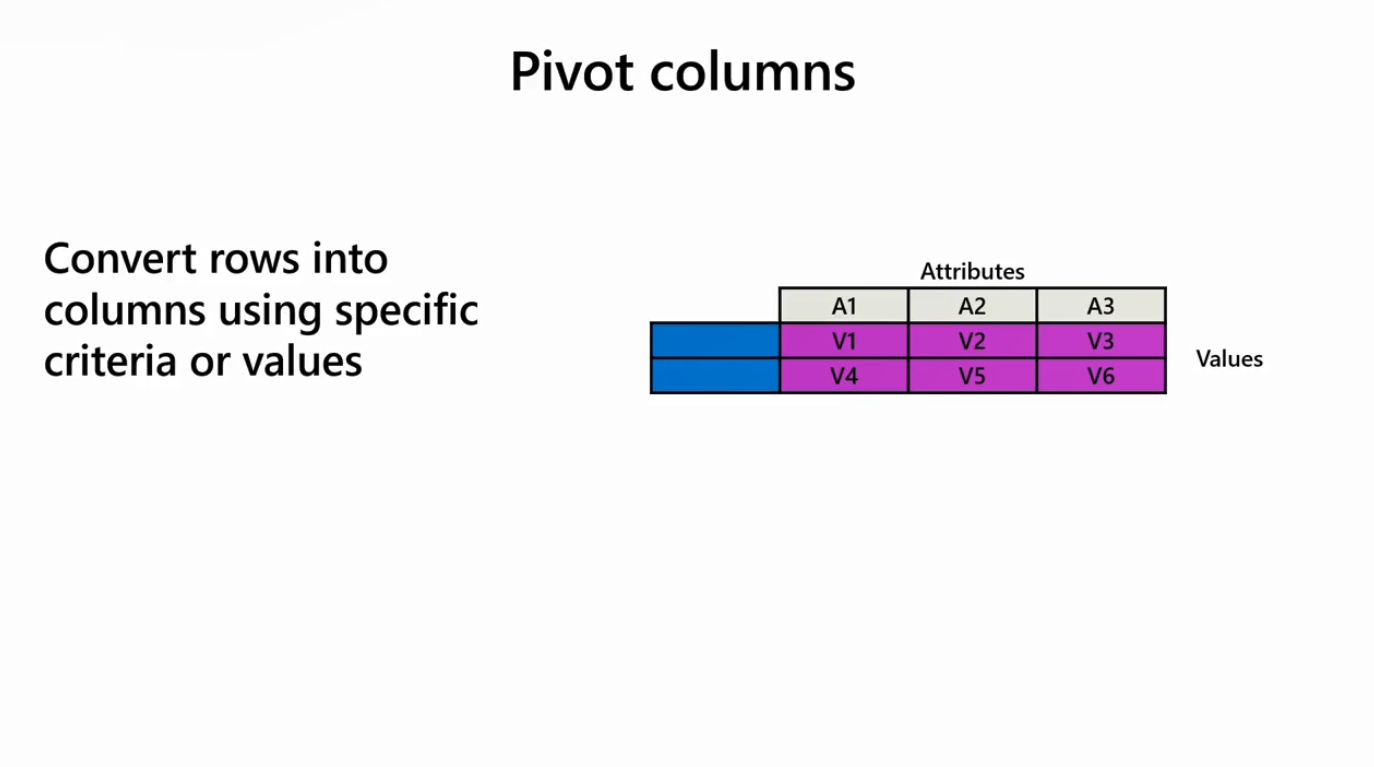 Pivot columns
Convert rows into
columns using specific
criteria or values
Attributes
A1 A2 A3
V1 V2 V3
Values
V4 V5 V6